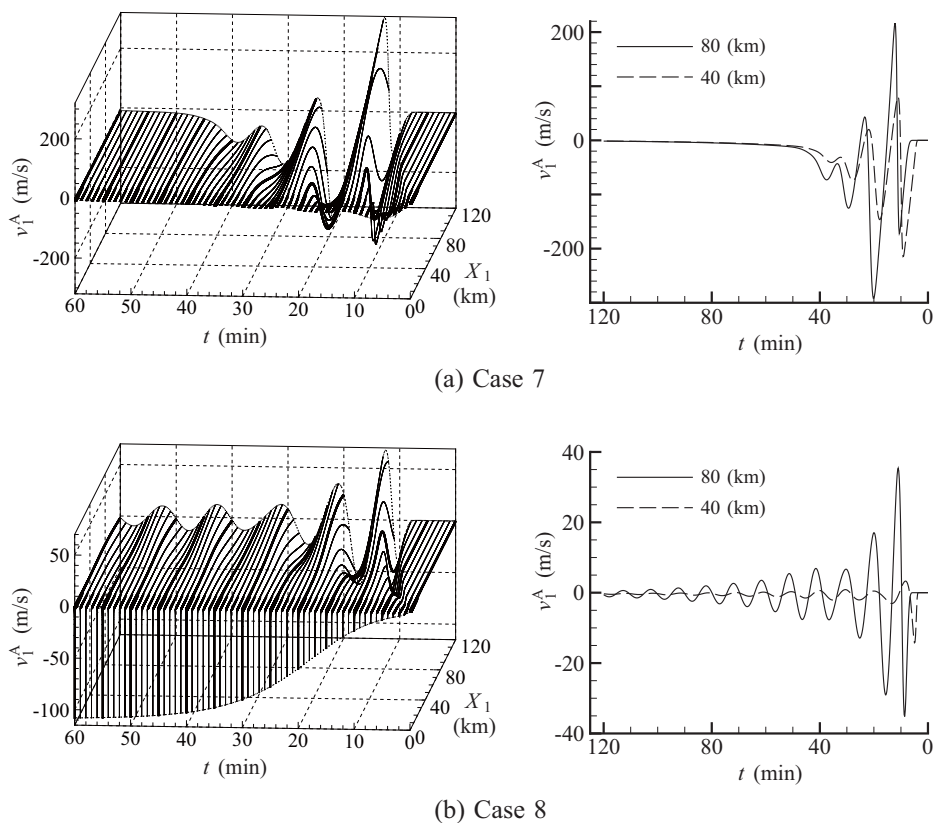 200
0
-200
v₁ᴬ (m/s)
60 50 40 30 20 10 0
t (min)
0
40
80
120
X₁
(km)
200
0
-200
v₁ᴬ (m/s)
80 (km)
40 (km)
120 80 40 0
t (min)
(a) Case 7
50
0
-50
-100
v₁ᴬ (m/s)
60 50 40 30 20 10 0
t (min)
0
40
80
120
X₁
(km)
40
20
0
-20
-40
v₁ᴬ (m/s)
80 (km)
40 (km)
120 80 40 0
t (min)
(b) Case 8